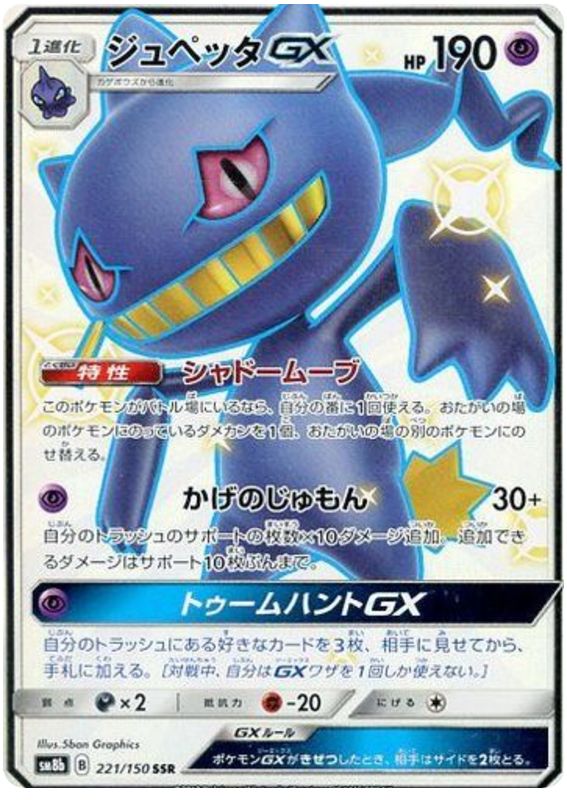 1進化
ジュペッタGX
HP 190
カゲボウズから進化
特性 シャドームーブ
このポケモンがバトル場にいるなら、自分の番に1回使える。おたがいの場
のポケモンにのっているダメカンを1個、おたがいの場の別のポケモンにの
せ替える。
かげのじゅもん 30+
自分のトラッシュのサポートの枚数×10ダメージ追加。追加でき
るダメージはサポート10枚ぶんまで。
トゥームハントGX
自分のトラッシュにある好きなカードを3枚、相手に見せてから、
手札に加える。[対戦中、自分はGXワザを1回しか使えない。]
弱点 ×2 抵抗力 -20 にげる
Illus.5ban Graphics
GXルール
SM8b B 221/150 SSR
ポケモンGXがきぜつしたとき、相手はサイドを2枚とる。